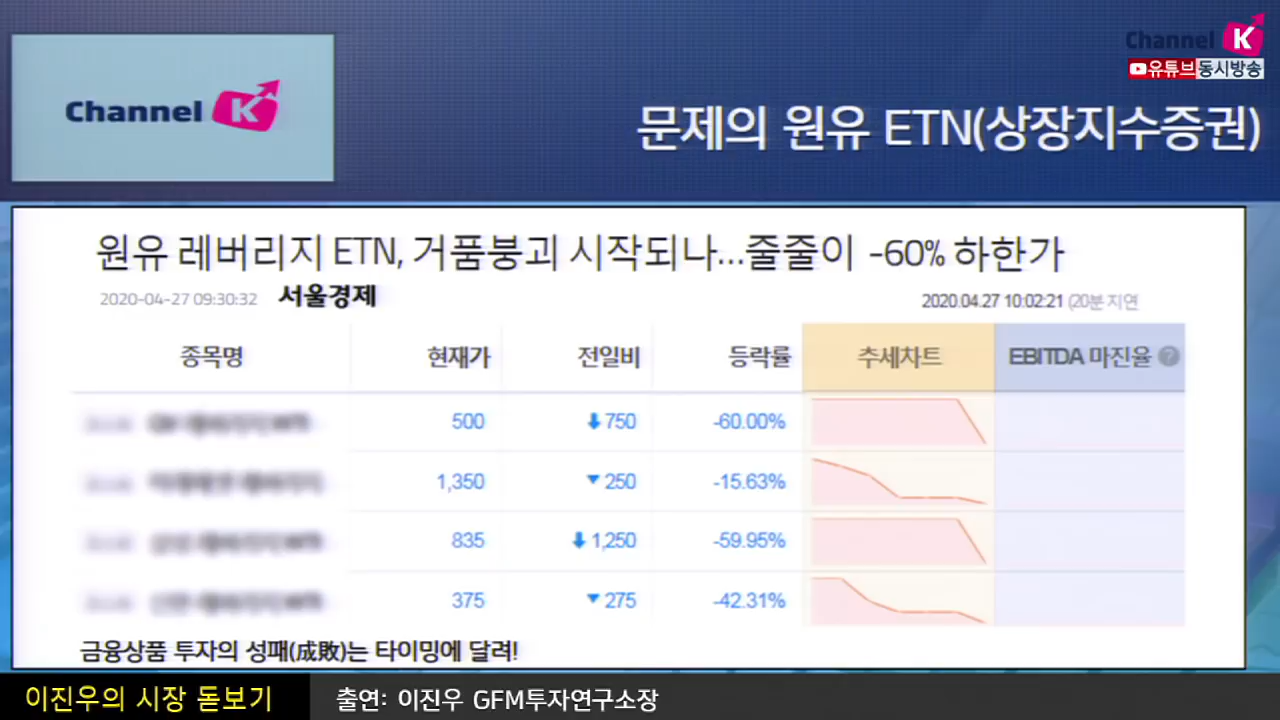 Channel K
유튜브 동시방송
Channel K
문제의 원유 ETN(상장지수증권)
원유 레버리지 ETN, 거품붕괴 시작되나...줄줄이 -60% 하한가
2020-04-27 09:30:32 서울경제 2020.04.27 10:02:21 (20분 지연
종목명 현재가 전일비 등락률 추세차트 EBITDA 마진율 ?
500 750 -60.00%
1,350 250 -15.63%
835 1,250 -59.95%
375 275 -42.31%
금융상품 투자의 성패(成敗)는 타이밍에 달려!
이진우의 시장 돋보기 출연: 이진우 GFM투자연구소장